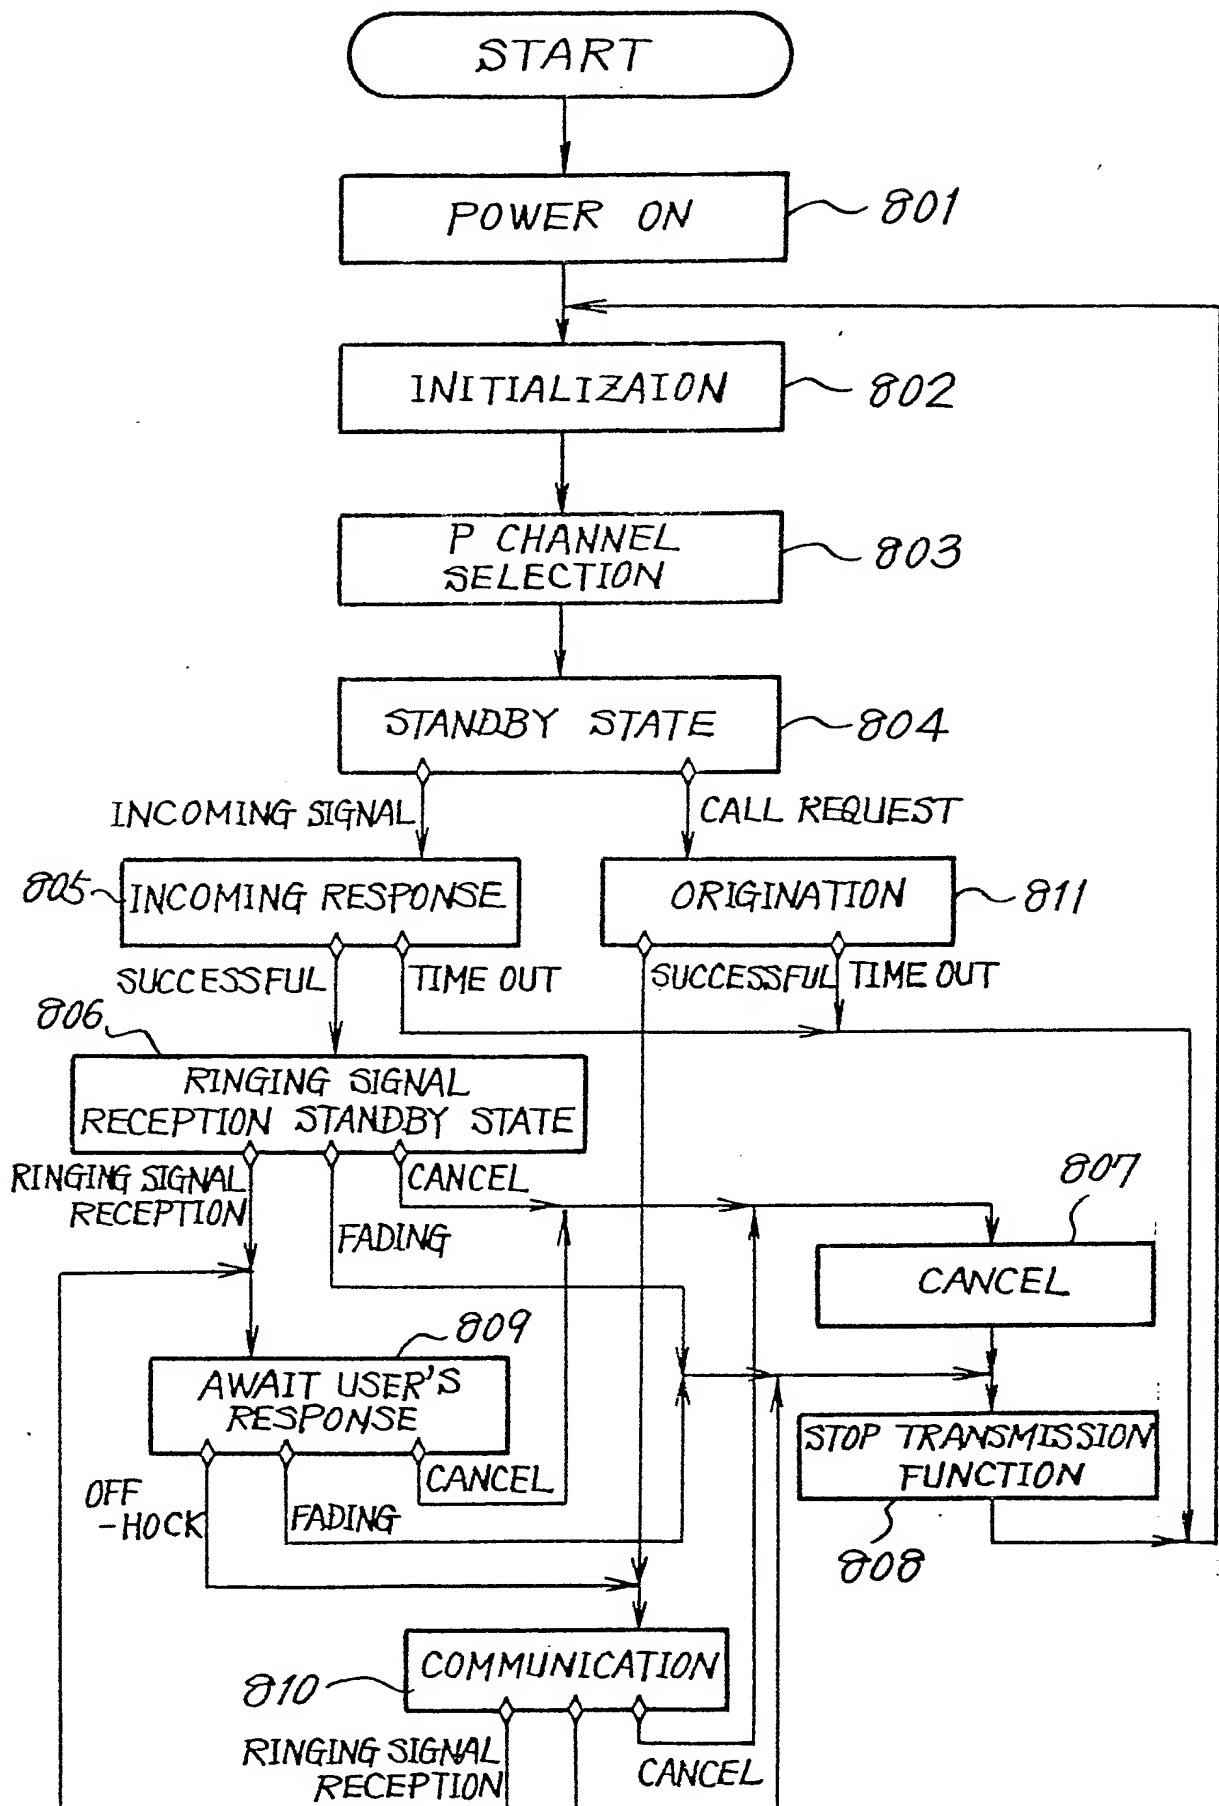 START
POWER ON
801
INITIALIZAION
802
P CHANNEL
SELECTION
803
STANDBY STATE
804
INCOMING SIGNAL
CALL REQUEST
805
INCOMING RESPONSE
ORIGINATION
811
SUCCESSFUL
TIME OUT
SUCCESSFUL
TIME OUT
806
RINGING SIGNAL
RECEPTION STANDBY STATE
RINGING SIGNAL
RECEPTION
FADING
CANCEL
807
CANCEL
809
AWAIT USER'S
RESPONSE
STOP TRANSMISSION
FUNCTION
808
OFF
-HOCK
FADING
CANCEL
COMMUNICATION
810
RINGING SIGNAL
RECEPTION
CANCEL